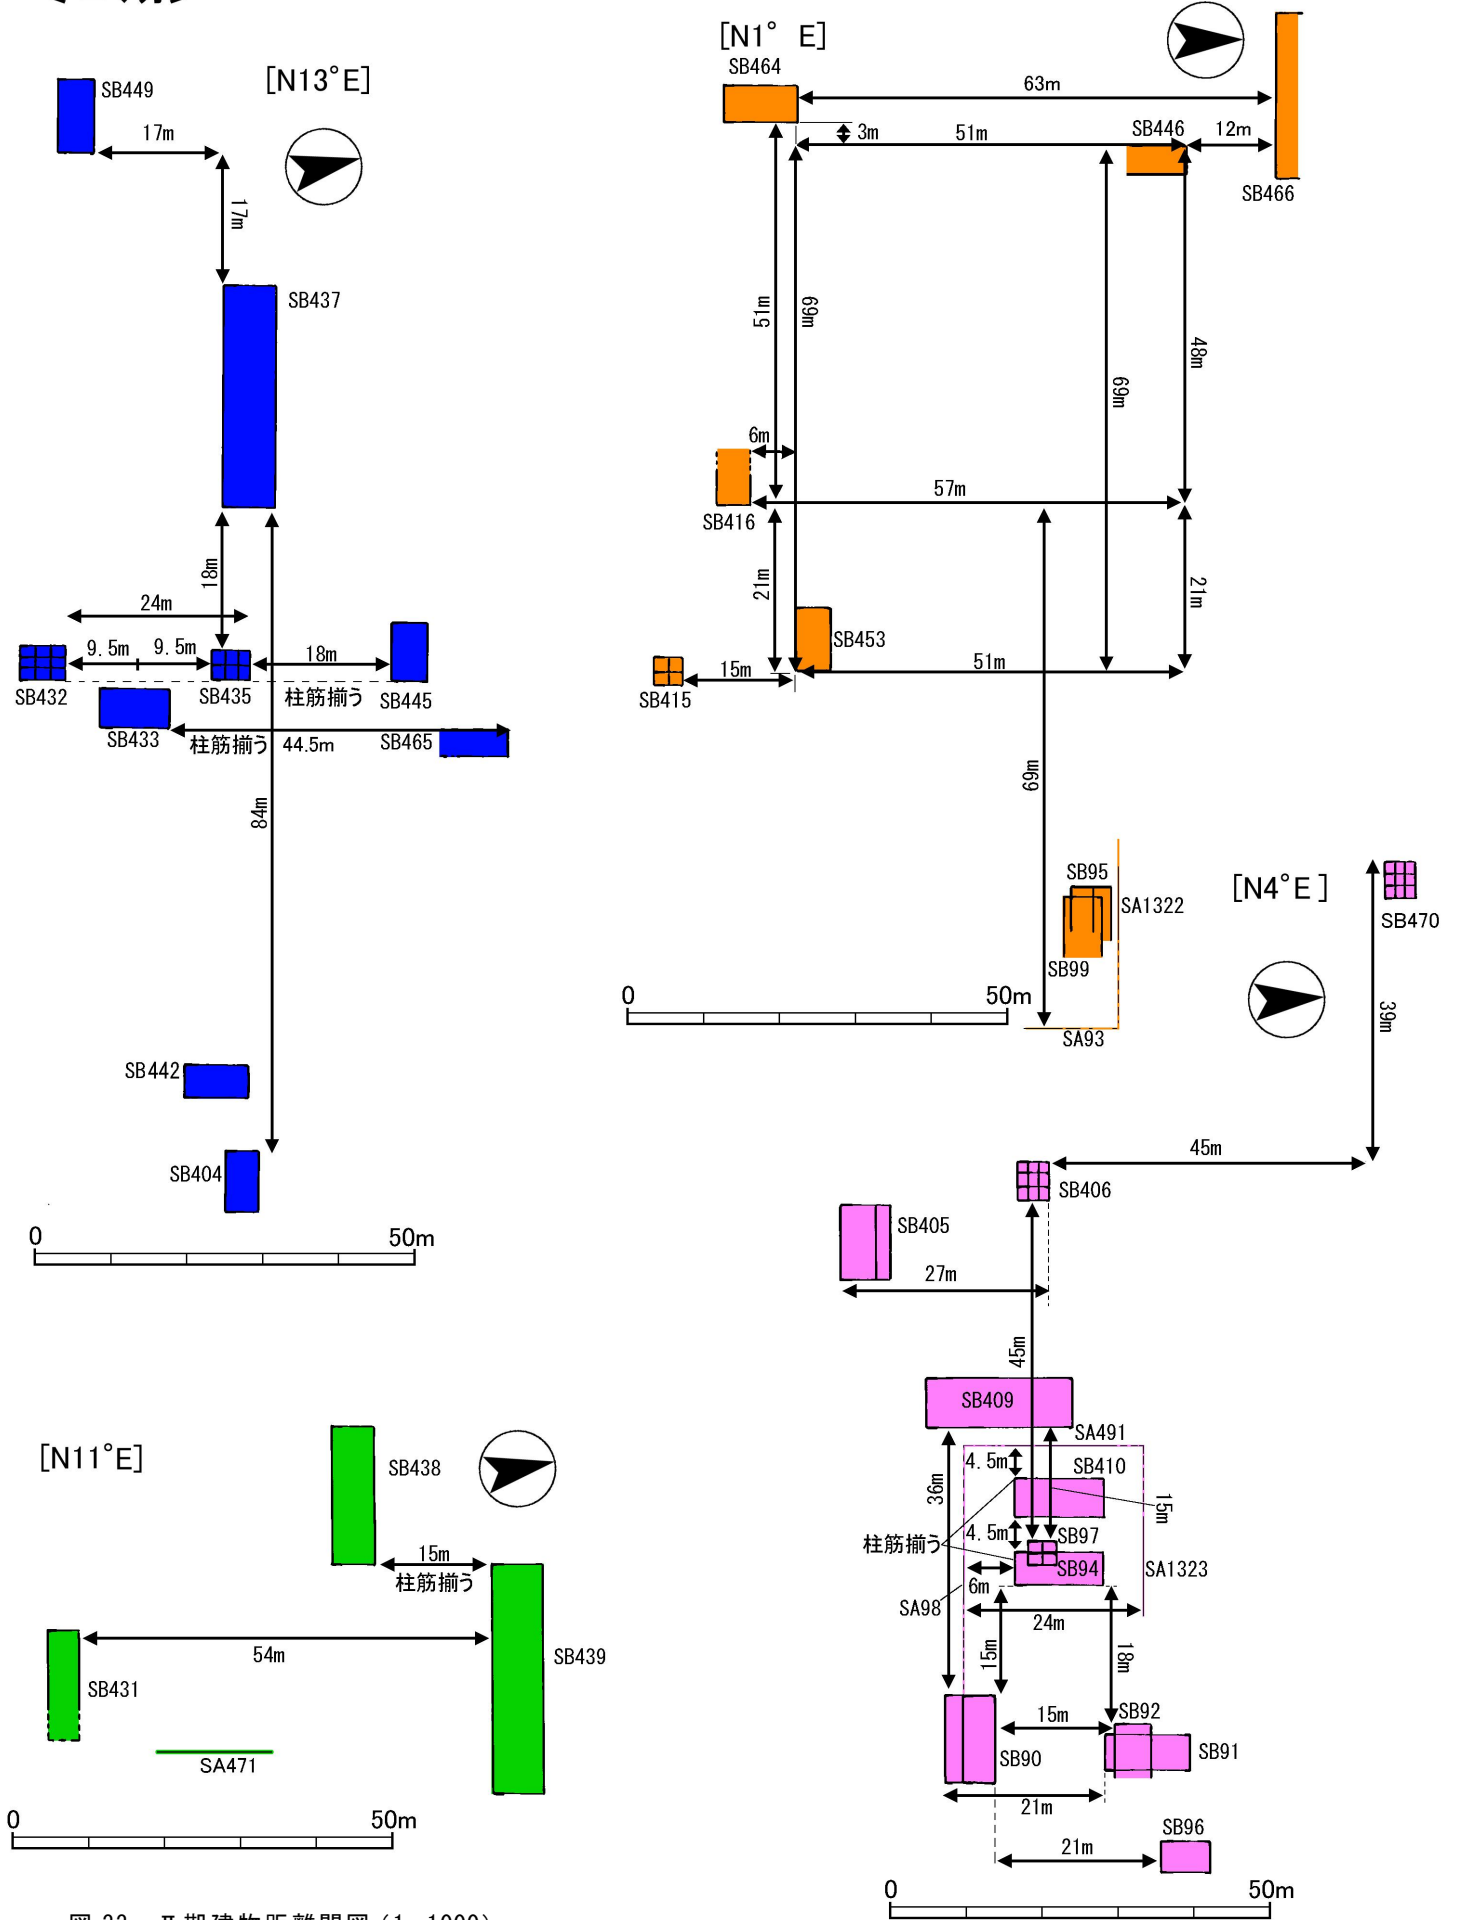 [N13°E]
SB449
17m
17m
SB437
18m
24m
9.5m
9.5m
18m
SB432
SB435
柱筋揃う
SB445
SB433
柱筋揃う
44.5m
SB465
84m
SB442
SB404
0
50m
[N1°E]
SB464
63m
3m
51m
SB446
12m
SB466
51m
69m
69m
48m
6m
57m
SB416
21m
21m
SB453
SB415
15m
51m
69m
SB95
SA1322
SB99
SA93
0
50m
[N4°E]
SB470
39m
45m
SB406
SB405
27m
45m
SB409
SA491
4.5m
SB410
36m
15m
柱筋揃う
4.5m
SB97
SB94
SA1323
6m
SA98
24m
15m
18m
15m
SB92
SB90
SB91
21m
SB96
21m
0
50m
[N11°E]
SB438
15m
柱筋揃う
54m
SB439
SB431
SA471
0
50m